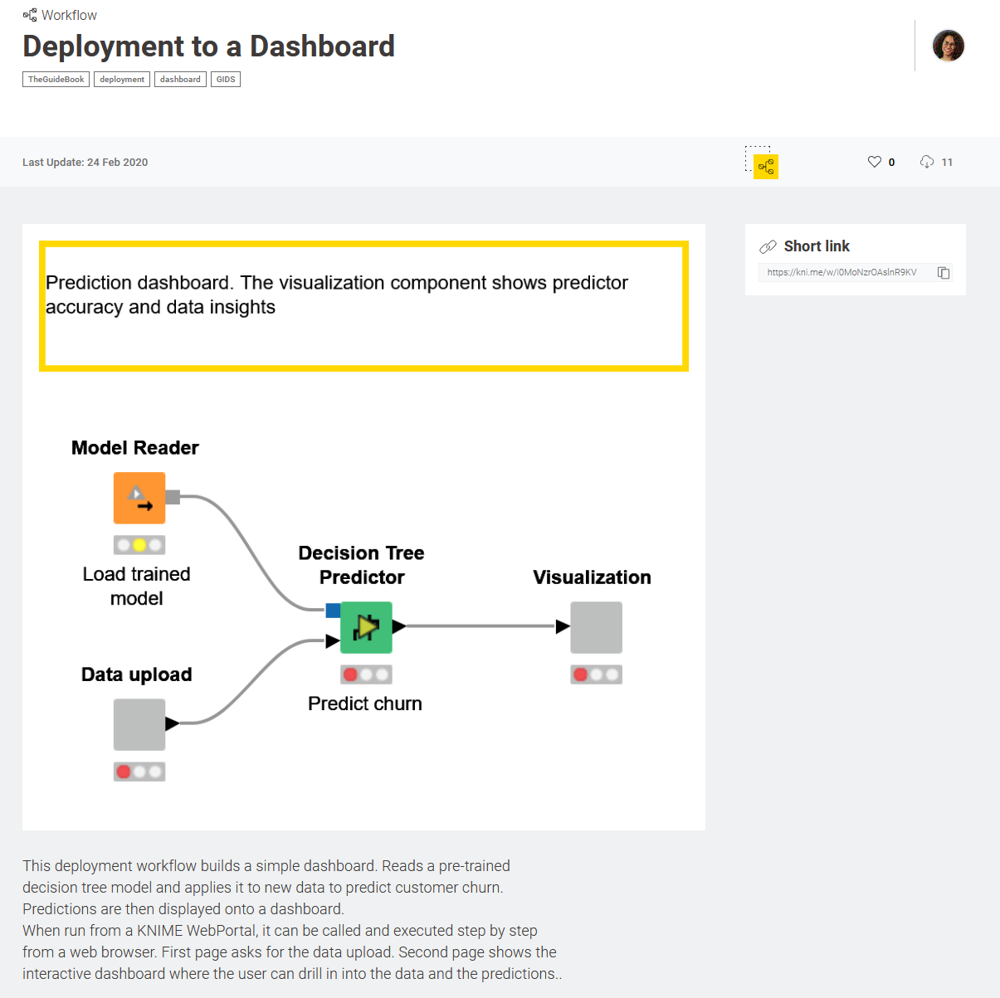 Workflow
Deployment to a Dashboard
TheGuideBook deployment dashboard GIDS
Last Update: 24 Feb 2020
0
11
Short link
https://kni.me/w/i0MoNzrOAslnR9KV
Prediction dashboard. The visualization component shows predictor
accuracy and data insights
Model Reader
Load trained
model
Decision Tree
Predictor
Predict churn
Visualization
Data upload
This deployment workflow builds a simple dashboard. Reads a pre-trained
decision tree model and applies it to new data to predict customer churn.
Predictions are then displayed onto a dashboard.
When run from a KNIME WebPortal, it can be called and executed step by step
from a web browser. First page asks for the data upload. Second page shows the
interactive dashboard where the user can drill in into the data and the predictions..